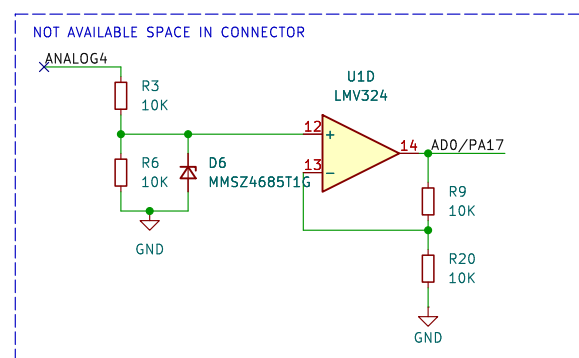 NOT AVAILABLE SPACE IN CONNECTOR
ANALOG4
R3
10K
U1D
LMV324
12
+
14
AD0/PA17
13
-
R6
10K
D6
MMSZ4685T1G
R9
10K
GND
R20
10K
GND